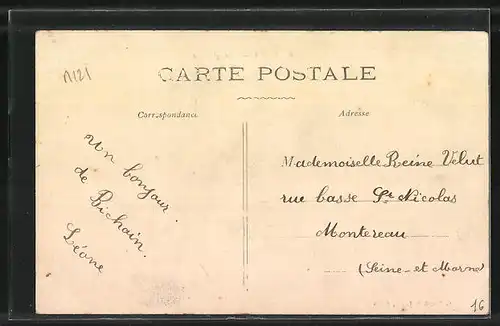 A121
CARTE POSTALE
Correspondance
Adresse
un bonjour
de Bichain.
Léone
Mademoiselle Reine Velut
rue basse St Nicolas
Montereau
(Seine-et Marne)
16